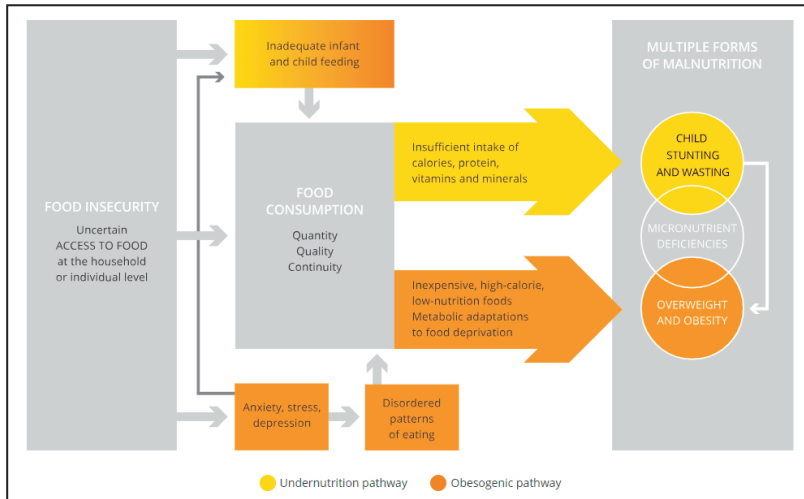 Inadequate infant
and child feeding
MULTIPLE FORMS
OF MALNUTRITION
FOOD INSECURITY
Uncertain
ACCESS TO FOOD
at the household
or individual level
FOOD
CONSUMPTION
Quantity
Quality
Continuity
Insufficient intake of
calories, protein,
vitamins and minerals
Inexpensive, high-calorie,
low-nutrition foods
Metabolic adaptations
to food deprivation
CHILD
STUNTING
AND WASTING
MICRONUTRIENT
DEFICIENCIES
OVERWEIGHT
AND OBESITY
Anxiety, stress,
depression
Disordered
patterns
of eating
Undernutrition pathway
Obesogenic pathway